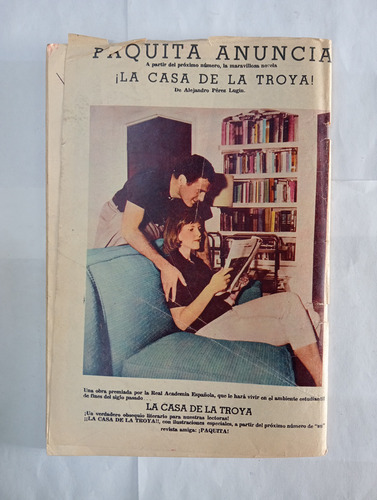 PAQUITA ANUNCIA
A partir del próximo número, la maravillosa novela
¡LA CASA DE LA TROYA!
De Alejandro Pérez Lugín.
Una obra premiada por la Real Academia Española, que le hará vivir en el ambiente estudiantil
de fines del siglo pasado
LA CASA DE LA TROYA
¡Un verdadero obsequio literario para nuestras lectoras!
¡¡LA CASA DE LA TROYA!!, con ilustraciones especiales, a partir del próximo número de "su"
revista amiga: ¡PAQUITA!